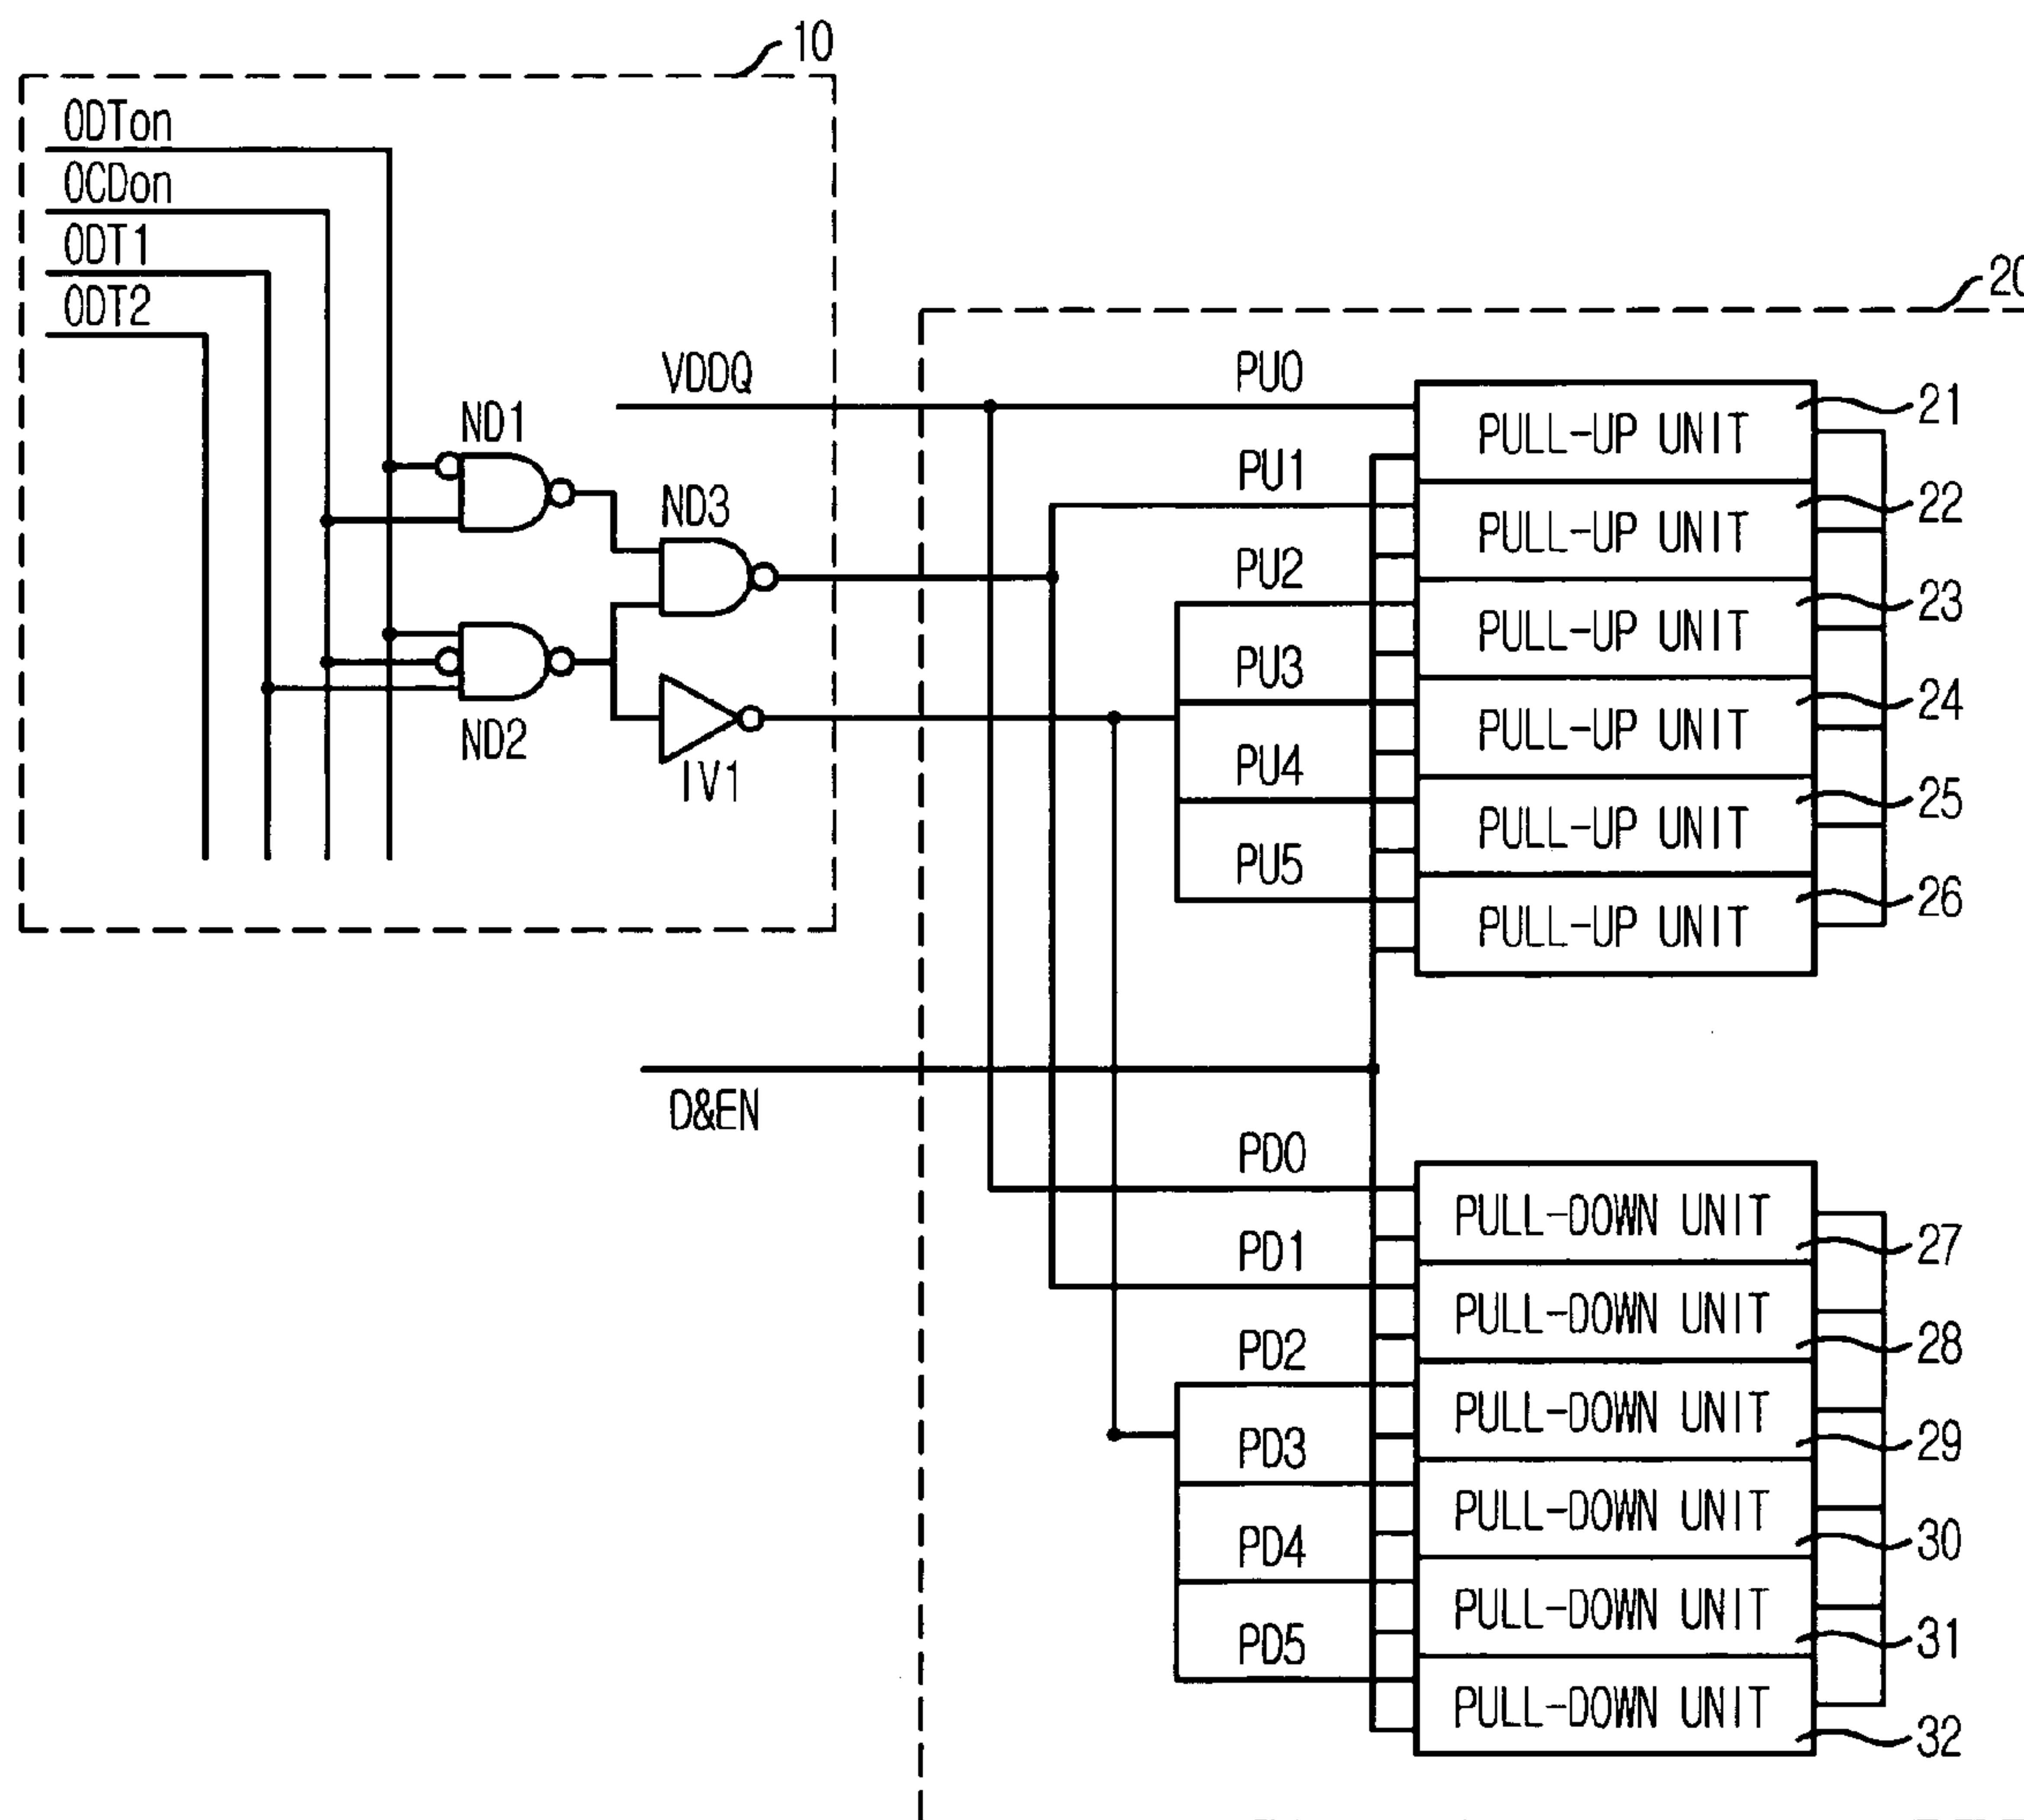 10
ODTon
OCDon
ODT1
ODT2
20
VDDQ
PU0
21
PULL-UP UNIT
ND1
PU1
ND3
22
PULL-UP UNIT
PU2
23
PULL-UP UNIT
PU3
24
PULL-UP UNIT
ND2
IV1
PU4
25
PULL-UP UNIT
PU5
26
PULL-UP UNIT
D&EN
PD0
PULL-DOWN UNIT
27
PD1
PULL-DOWN UNIT
28
PD2
PULL-DOWN UNIT
29
PD3
PULL-DOWN UNIT
30
PD4
PULL-DOWN UNIT
31
PD5
PULL-DOWN UNIT
32